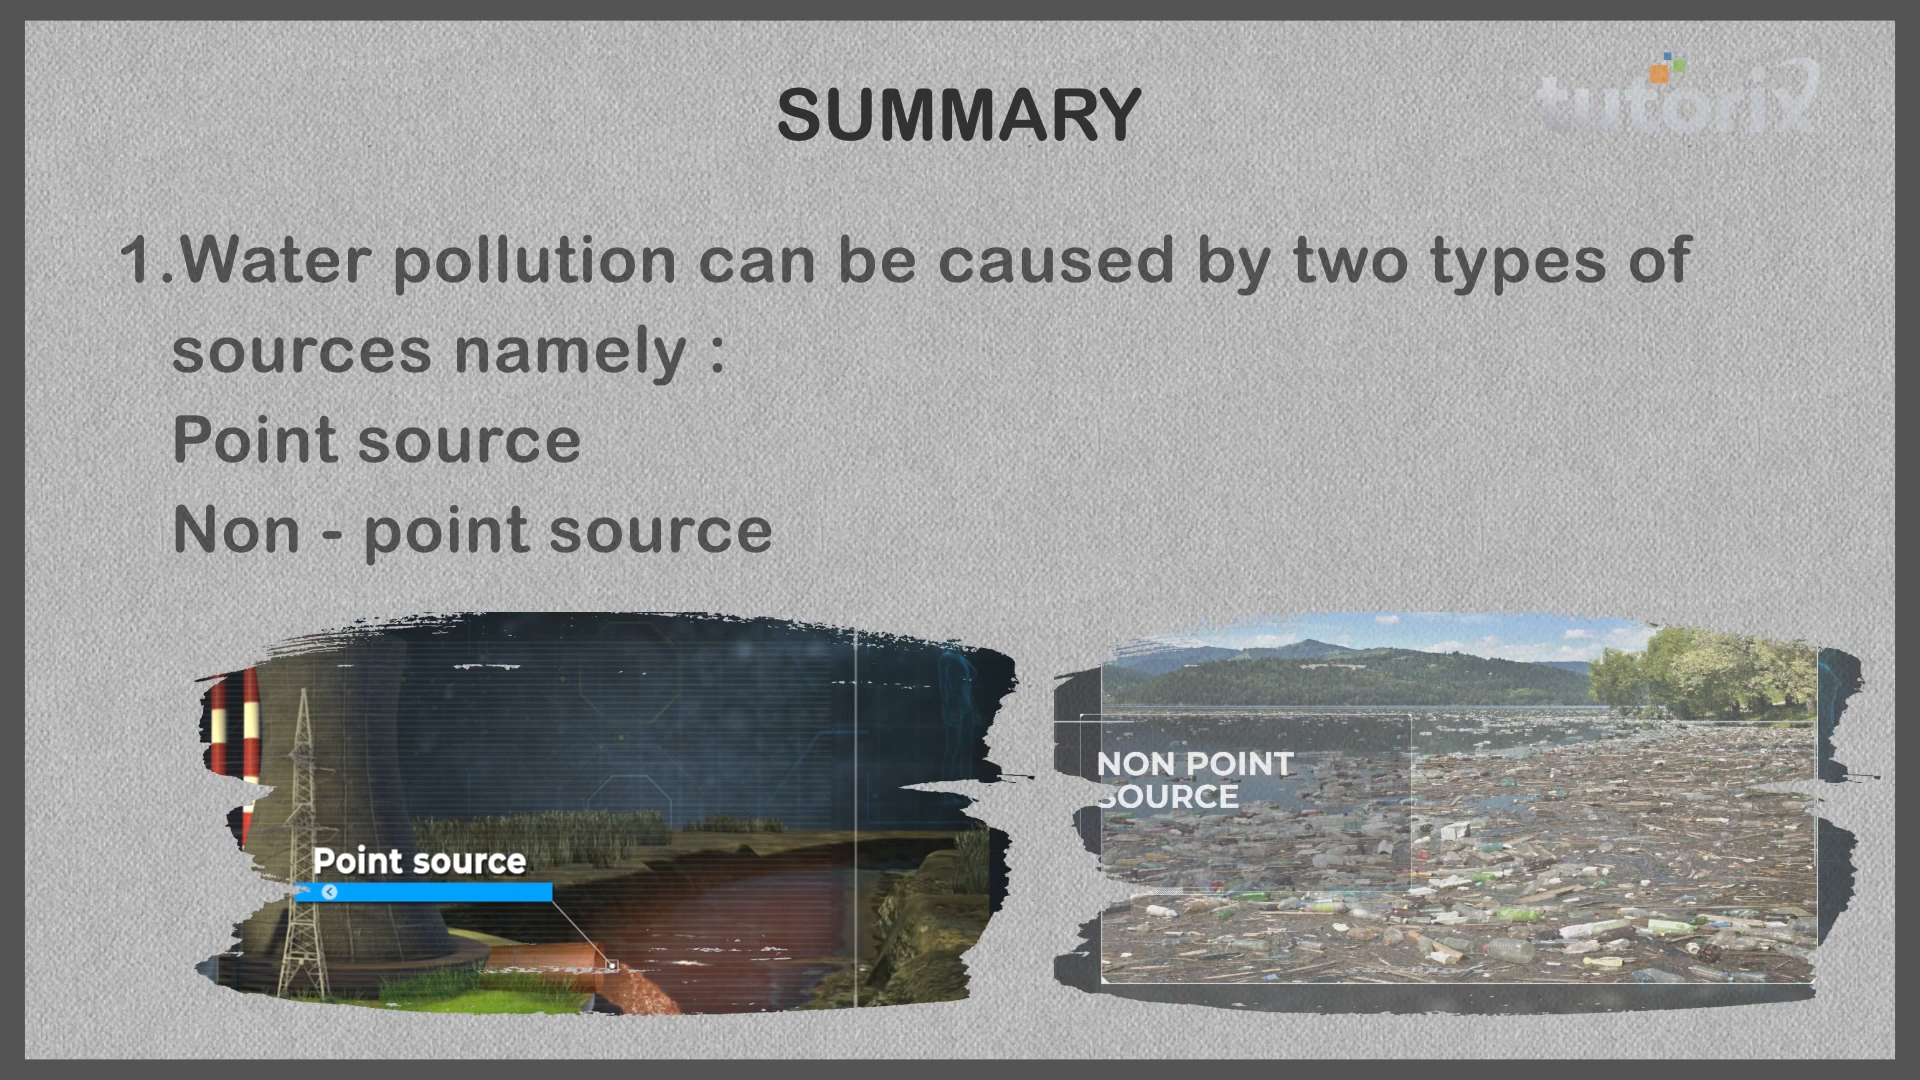 SUMMARY
tutorix
1.Water pollution can be caused by two types of
sources namely :
Point source
Non - point source
Point source
NON POINT
SOURCE